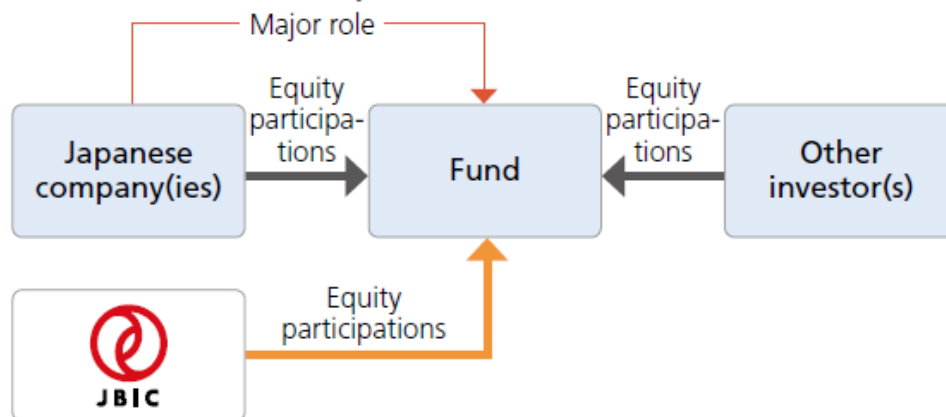 Major role
Equity
participa-
tions
Equity
participa-
tions
Japanese
company(ies)
Fund
Other
investor(s)
Equity
participations
JBIC